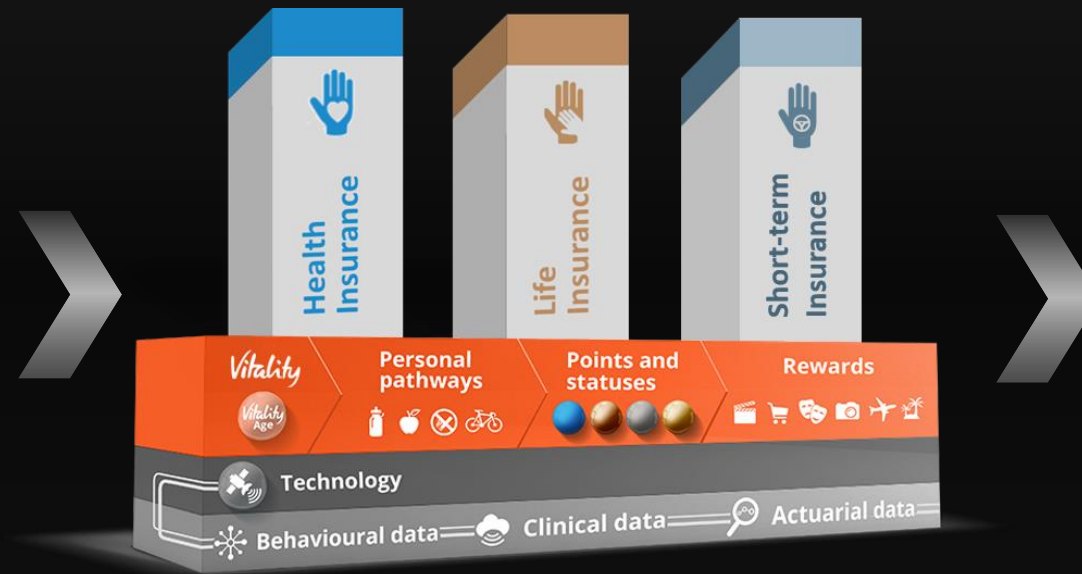 Health
Insurance
Life
Insurance
Short-term
Insurance
Vitality
Vitality
Age
Personal
pathways
Points and
statuses
Rewards
Technology
Behavioural data
Clinical data
Actuarial data